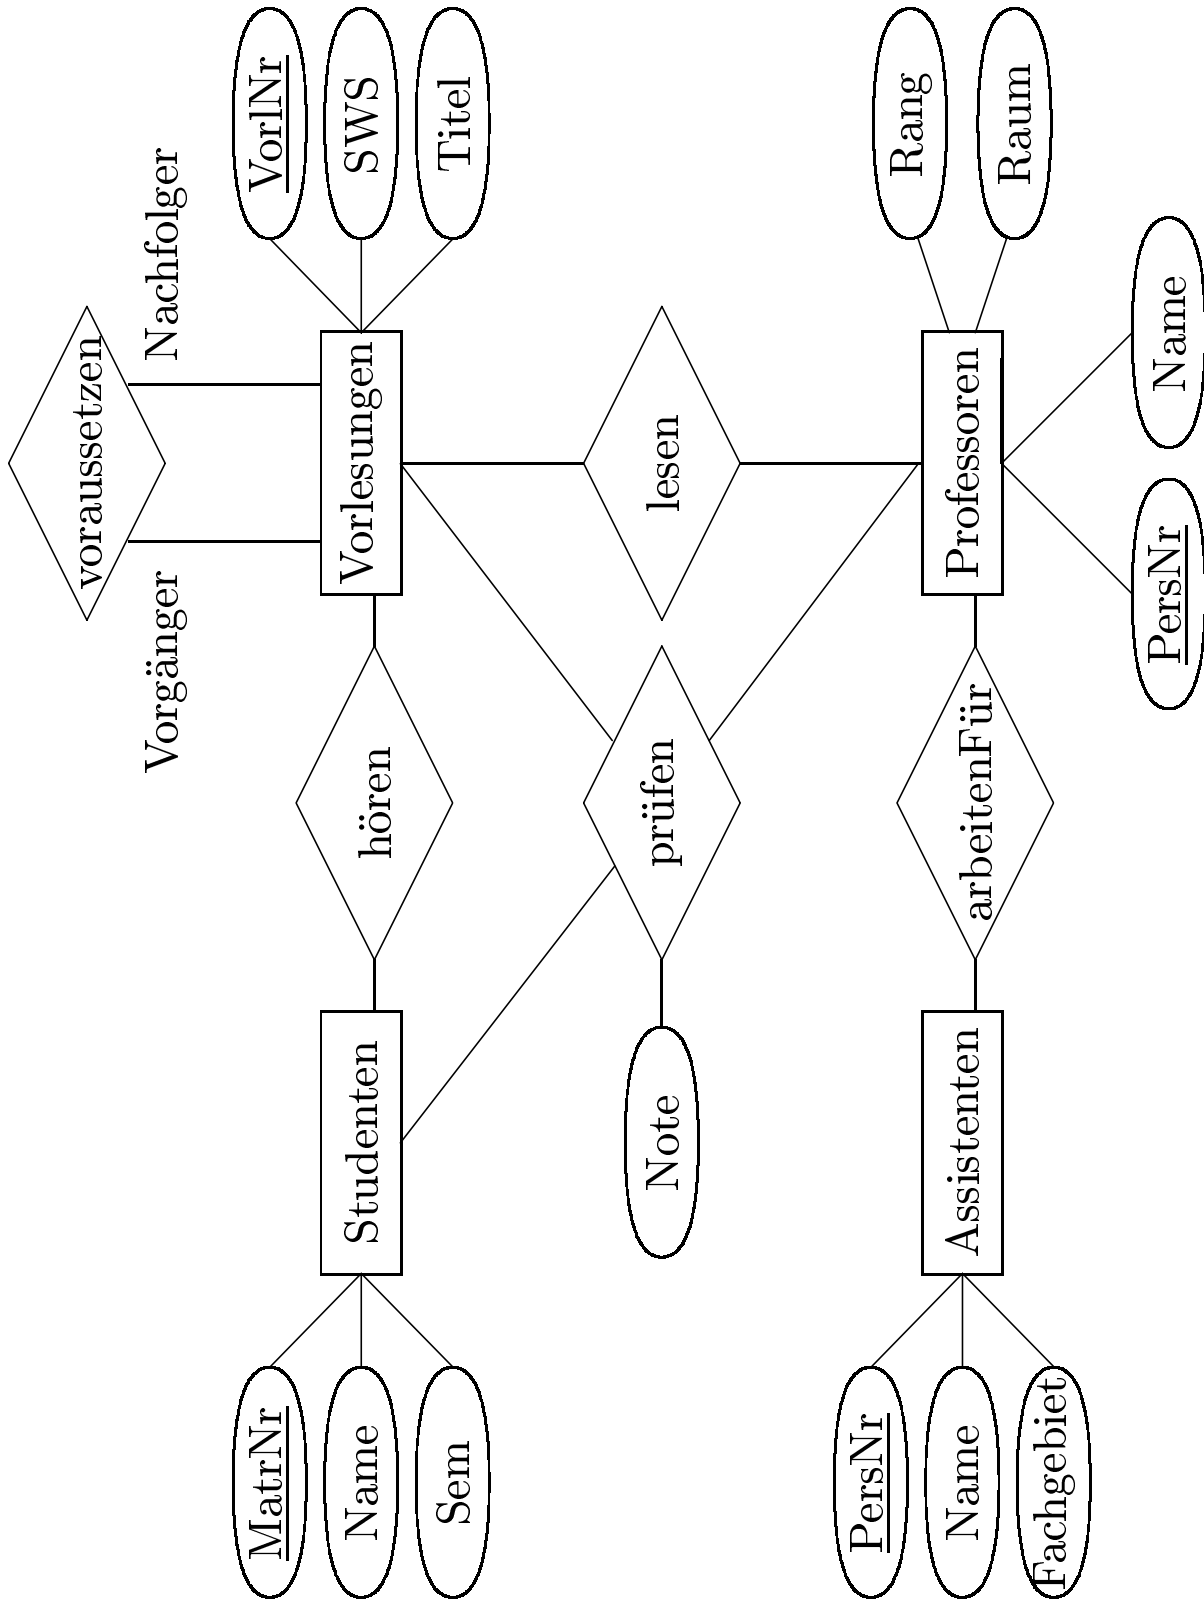 voraussetzen
Vorgänger
Nachfolger
MatrNr
VorlNr
Name
Studenten
hören
Vorlesungen
SWS
Sem
Titel
Note
prüfen
lesen
PersNr
Rang
Name
Assistenten
arbeitenFür
Professoren
Raum
Fachgebiet
PersNr
Name